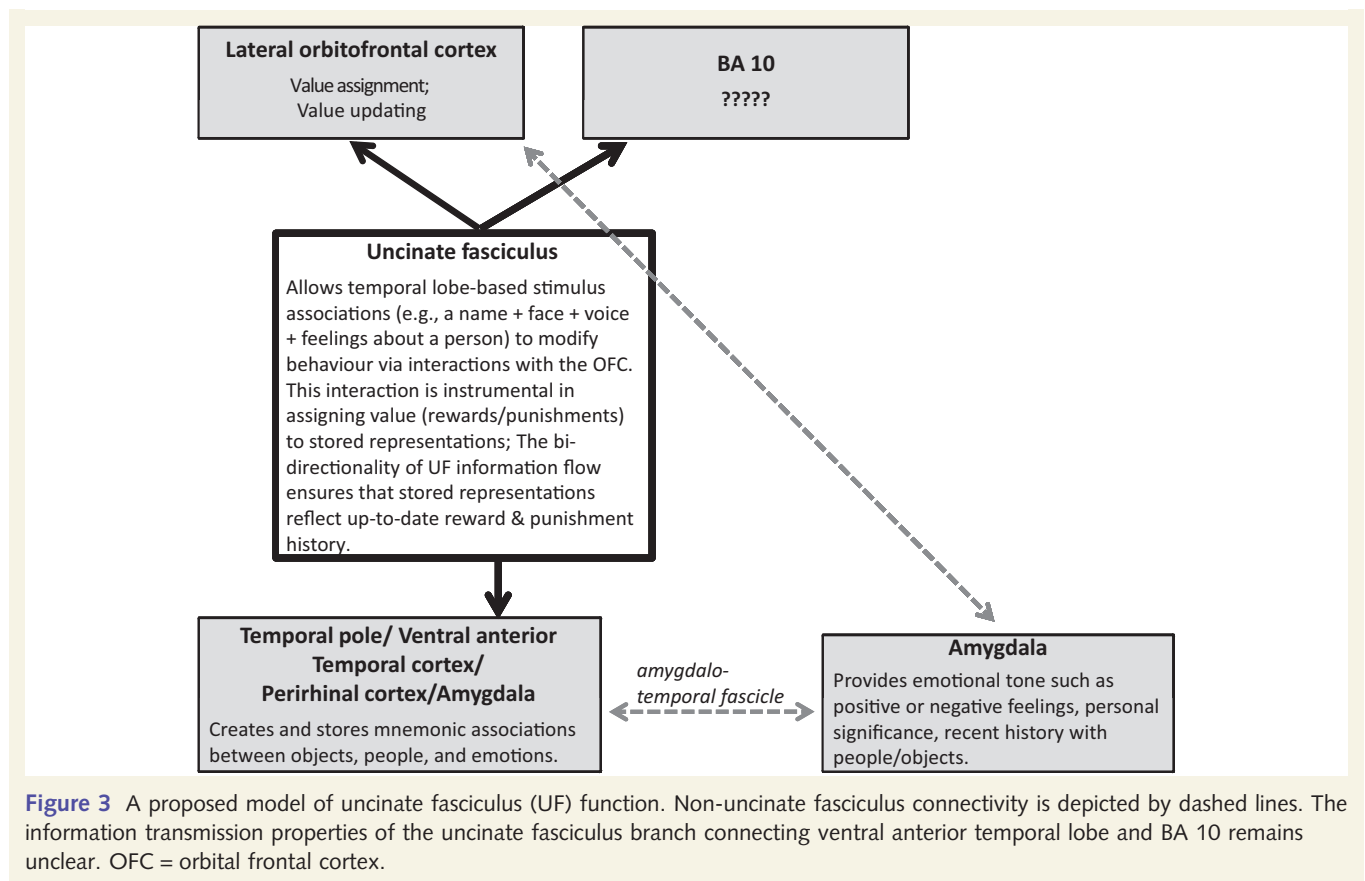 Lateral orbitofrontal cortex
Value assignment;
Value updating
BA 10
?????
Uncinate fasciculus
Allows temporal lobe-based stimulus
associations (e.g., a name + face + voice
+ feelings about a person) to modify
behaviour via interactions with the OFC.
This interaction is instrumental in
assigning value (rewards/punishments)
to stored representations; The bi-
directionality of UF information flow
ensures that stored representations
reflect up-to-date reward & punishment
history.
Temporal pole/ Ventral anterior
Temporal cortex/
Perirhinal cortex/Amygdala
Creates and stores mnemonic associations
between objects, people, and emotions.
amygdalo-
temporal fascicle
Amygdala
Provides emotional tone such as
positive or negative feelings, personal
significance, recent history with
people/objects.
Figure 3 A proposed model of uncinate fasciculus (UF) function. Non-uncinate fasciculus connectivity is depicted by dashed lines. The
information transmission properties of the uncinate fasciculus branch connecting ventral anterior temporal lobe and BA 10 remains
unclear. OFC = orbital frontal cortex.